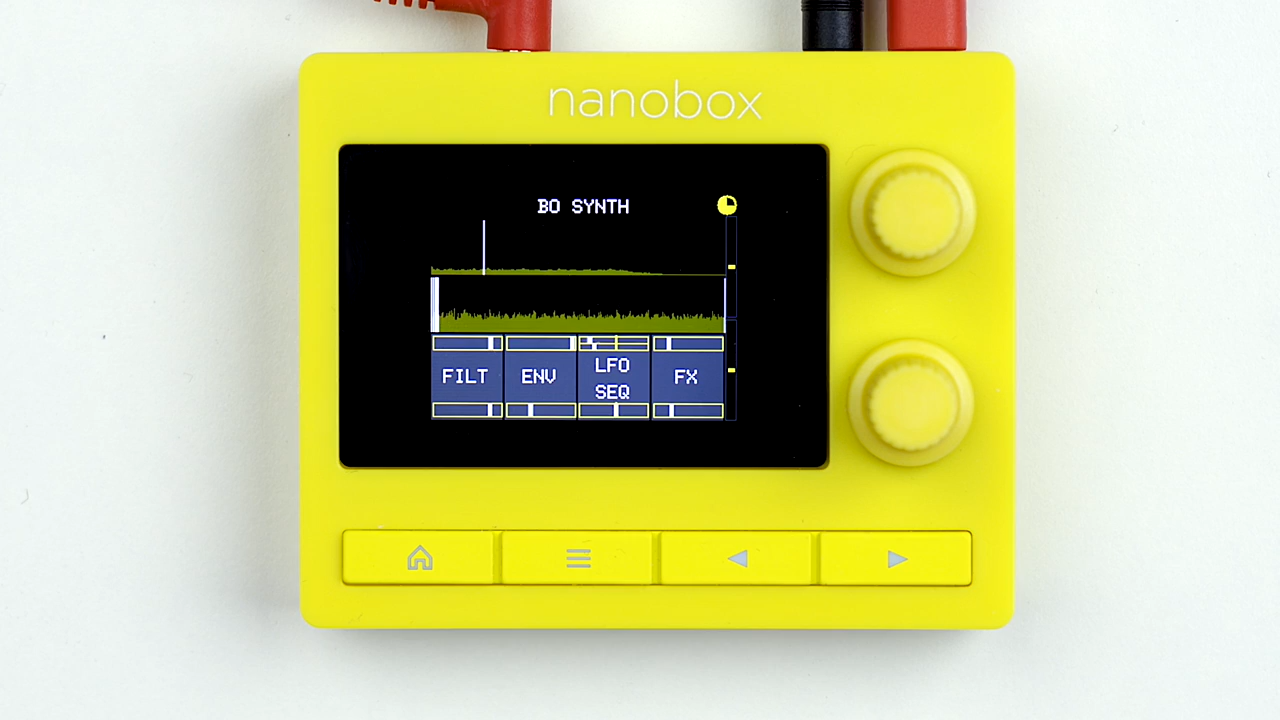 nanobox
BO SYNTH
FILT
ENV
LFO
SEQ
FX